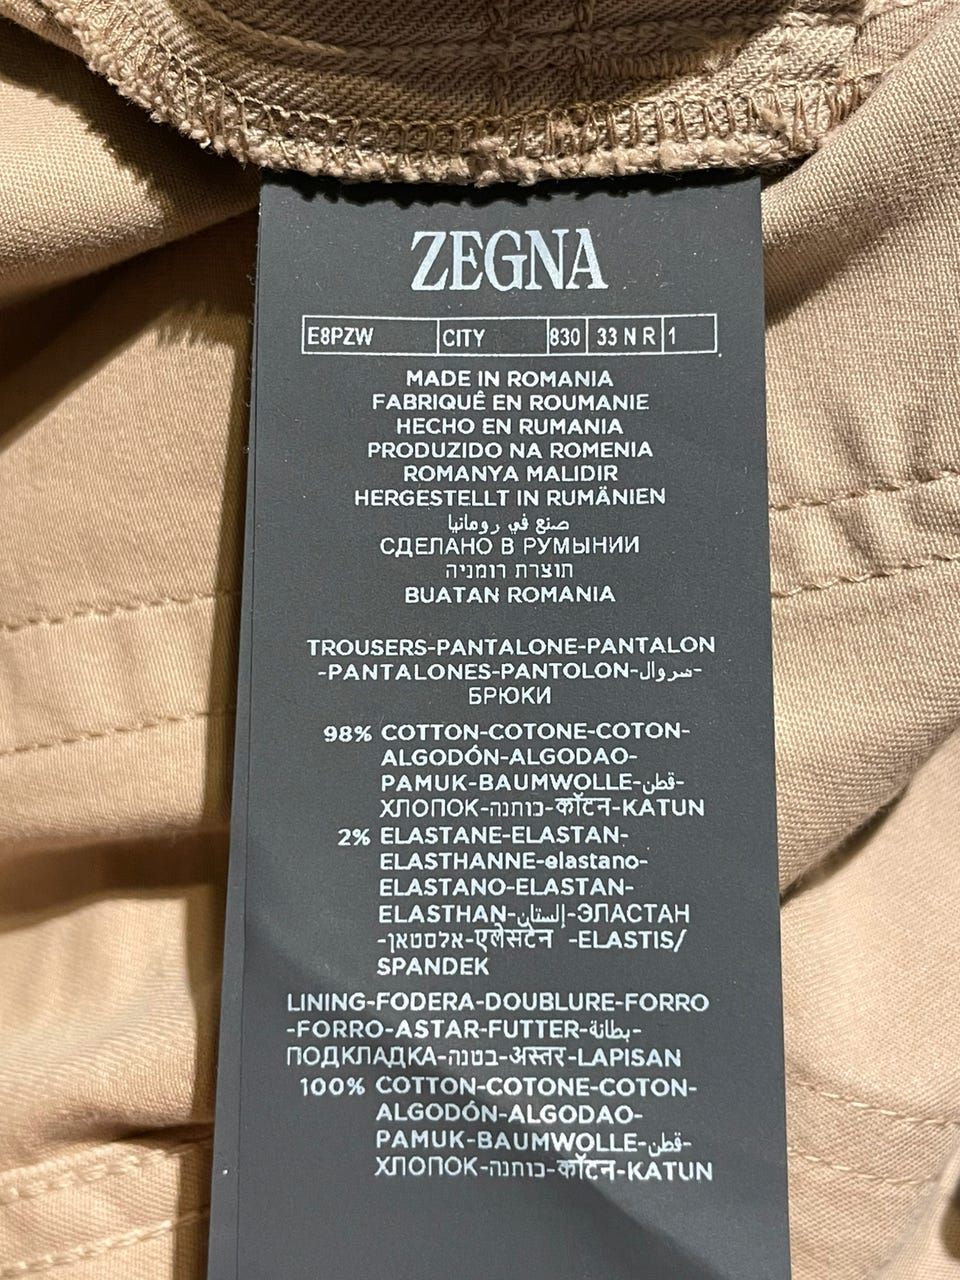 ZEGNA
E8PZW CITY 830 33 N R 1
MADE IN ROMANIA
FABRIQUÊ EN ROUMANIE
HECHO EN RUMANIA
PRODUZIDO NA ROMENIA
ROMANYA MALIDIR
HERGESTELLT IN RUMÄNIEN
صنع في رومانيا
СДЕЛАНО В РУМЫНИИ
תוצרת רומניה
BUATAN ROMANIA
TROUSERS-PANTALONE-PANTALON
-PANTALONES-PANTOLON-سروال-
БРЮКИ
98% COTTON-COTONE-COTON-
ALGODÓN-ALGODAO-
PAMUK-BAUMWOLLE-قطن-
ХЛОПОК-כותנה-कॉटन-KATUN
2% ELASTANE-ELASTAN-
ELASTHANNE-elastano-
ELASTANO-ELASTAN-
ELASTHAN-إلستان-ЭЛАСТАН
-אלסטאן-एलेसटेन -ELASTIS/
SPANDEK
LINING-FODERA-DOUBLURE-FORRO
-FORRO-ASTAR-FUTTER-بطانة-
ПОДКЛАДКА-בטנה-अस्तर-LAPISAN
100% COTTON-COTONE-COTON-
ALGODÓN-ALGODAO-
PAMUK-BAUMWOLLE-قطن-
ХЛОПОК-כותנה-कॉटन-KATUN